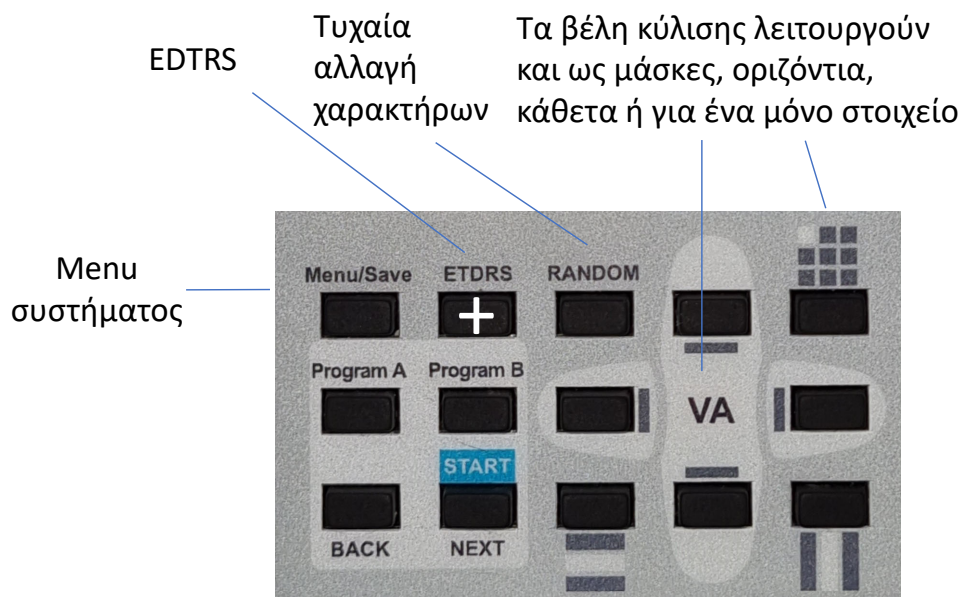 EDTRS
Τυχαία
αλλαγή
χαρακτήρων
Τα βέλη κύλισης λειτουργούν
και ως μάσκες, οριζόντια,
κάθετα ή για ένα μόνο στοιχείο
Menu
συστήματος
Menu/Save ETDRS RANDOM
+
Program A Program B
VA
START
BACK NEXT